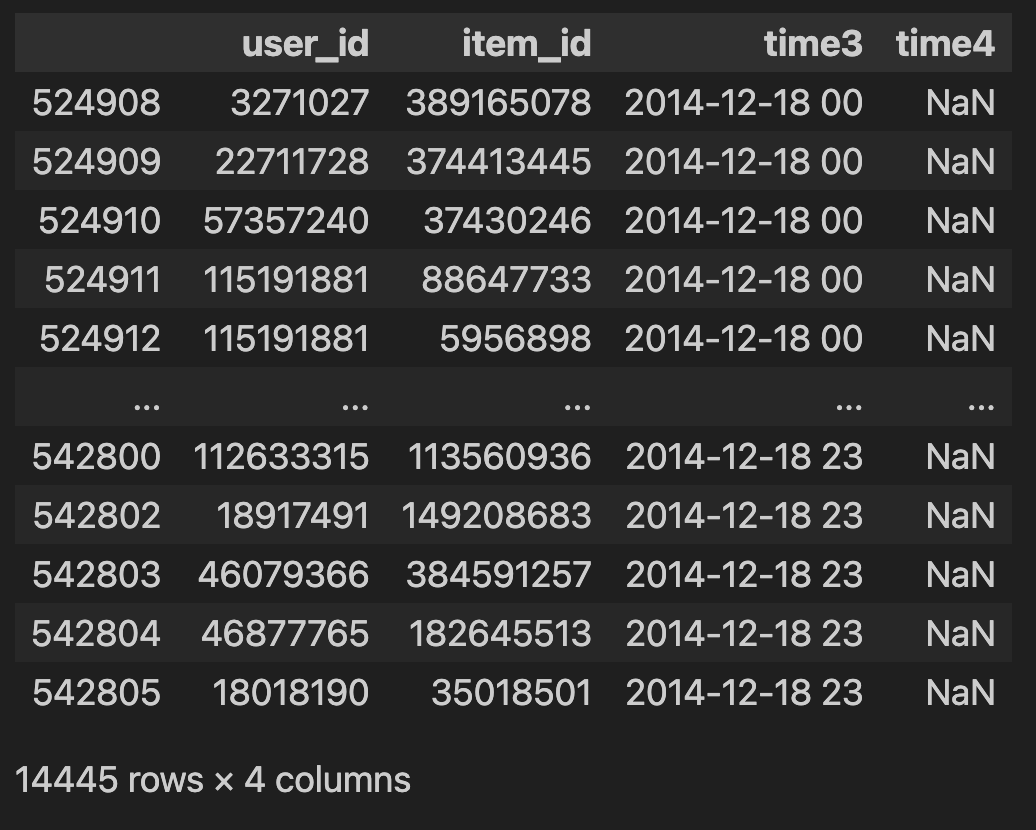 user_id item_id time3 time4
524908 3271027 389165078 2014-12-18 00 NaN
524909 22711728 374413445 2014-12-18 00 NaN
524910 57357240 37430246 2014-12-18 00 NaN
524911 115191881 88647733 2014-12-18 00 NaN
524912 115191881 5956898 2014-12-18 00 NaN
... ... ... ... ...
542800 112633315 113560936 2014-12-18 23 NaN
542802 18917491 149208683 2014-12-18 23 NaN
542803 46079366 384591257 2014-12-18 23 NaN
542804 46877765 182645513 2014-12-18 23 NaN
542805 18018190 35018501 2014-12-18 23 NaN
14445 rows × 4 columns